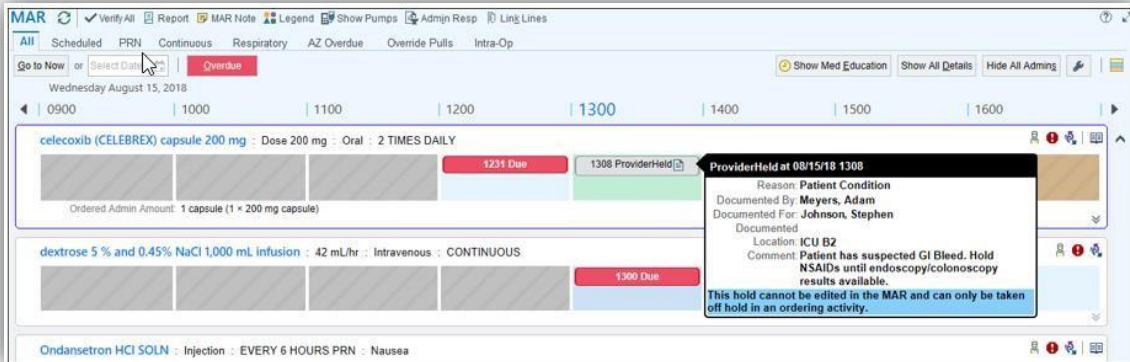 MAR Verify All Report MAR Note Legend Show Pumps Admin Resp Link Lines
All Scheduled PRN Continuous Respiratory AZ Overdue Override Pulls Intra-Op
Go to Now or Select Date Overdue Show Med Education Show All Details Hide All Admins
Wednesday August 15, 2018
0900 1000 1100 1200 1300 1400 1500 1600
celecoxib (CELEBREX) capsule 200 mg : Dose 200 mg : Oral : 2 TIMES DAILY
1231 Due 1308 ProviderHeld
Ordered Admin Amount: 1 capsule (1 × 200 mg capsule)
ProviderHeld at 08/15/18 1308
Reason: Patient Condition
Documented By: Meyers, Adam
Documented For: Johnson, Stephen
Documented
Location: ICU B2
Comment: Patient has suspected GI Bleed. Hold
NSAIDs until endoscopy/colonoscopy
results available.
This hold cannot be edited in the MAR and can only be taken
off hold in an ordering activity.
dextrose 5 % and 0.45% NaCl 1,000 mL infusion : 42 mL/hr : Intravenous : CONTINUOUS
1300 Due
Ondansetron HCl SOLN : Injection : EVERY 6 HOURS PRN : Nausea